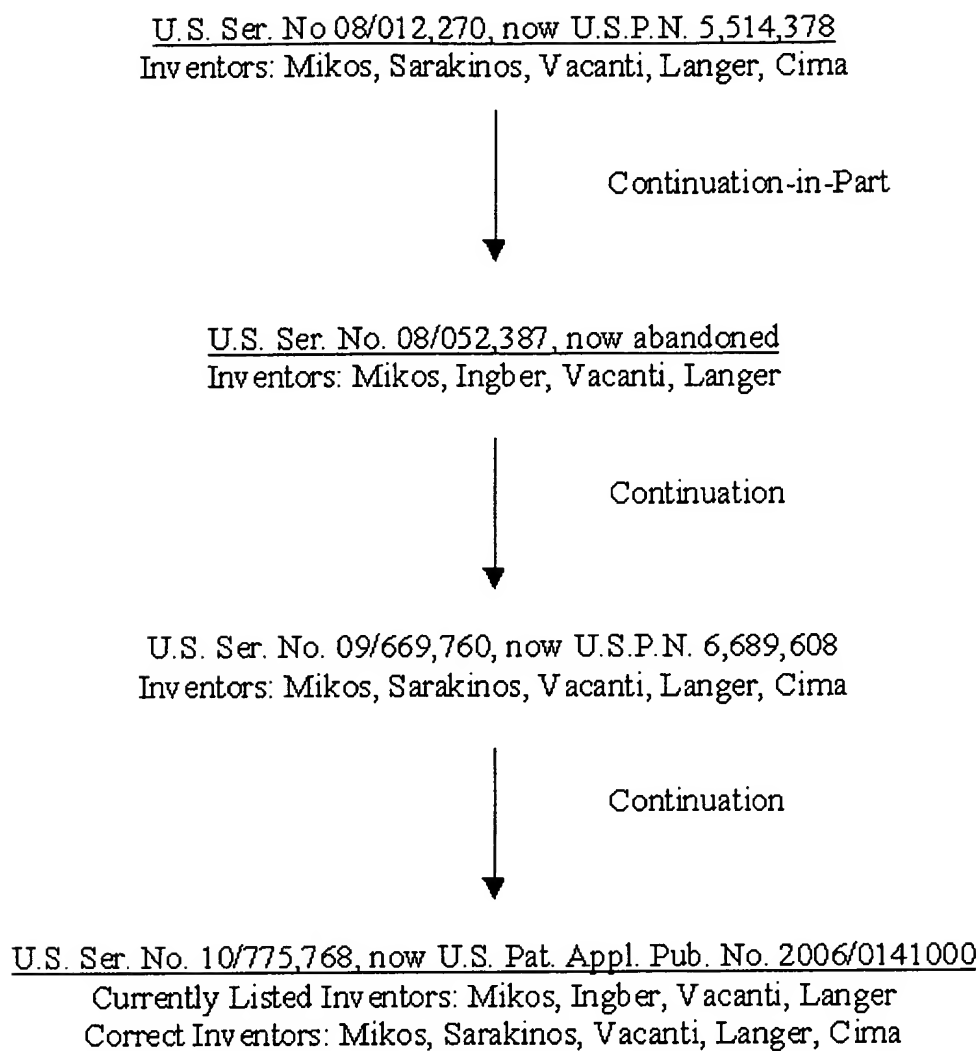 U.S. Ser. No 08/012,270, now U.S.P.N. 5,514,378
Inventors: Mikos, Sarakinos, Vacanti, Langer, Cima
Continuation-in-Part
U.S. Ser. No. 08/052,387, now abandoned
Inventors: Mikos, Ingber, Vacanti, Langer
Continuation
U.S. Ser. No. 09/669,760, now U.S.P.N. 6,689,608
Inventors: Mikos, Sarakinos, Vacanti, Langer, Cima
Continuation
U.S. Ser. No. 10/775,768, now U.S. Pat. Appl. Pub. No. 2006/0141000
Currently Listed Inventors: Mikos, Ingber, Vacanti, Langer
Correct Inventors: Mikos, Sarakinos, Vacanti, Langer, Cima